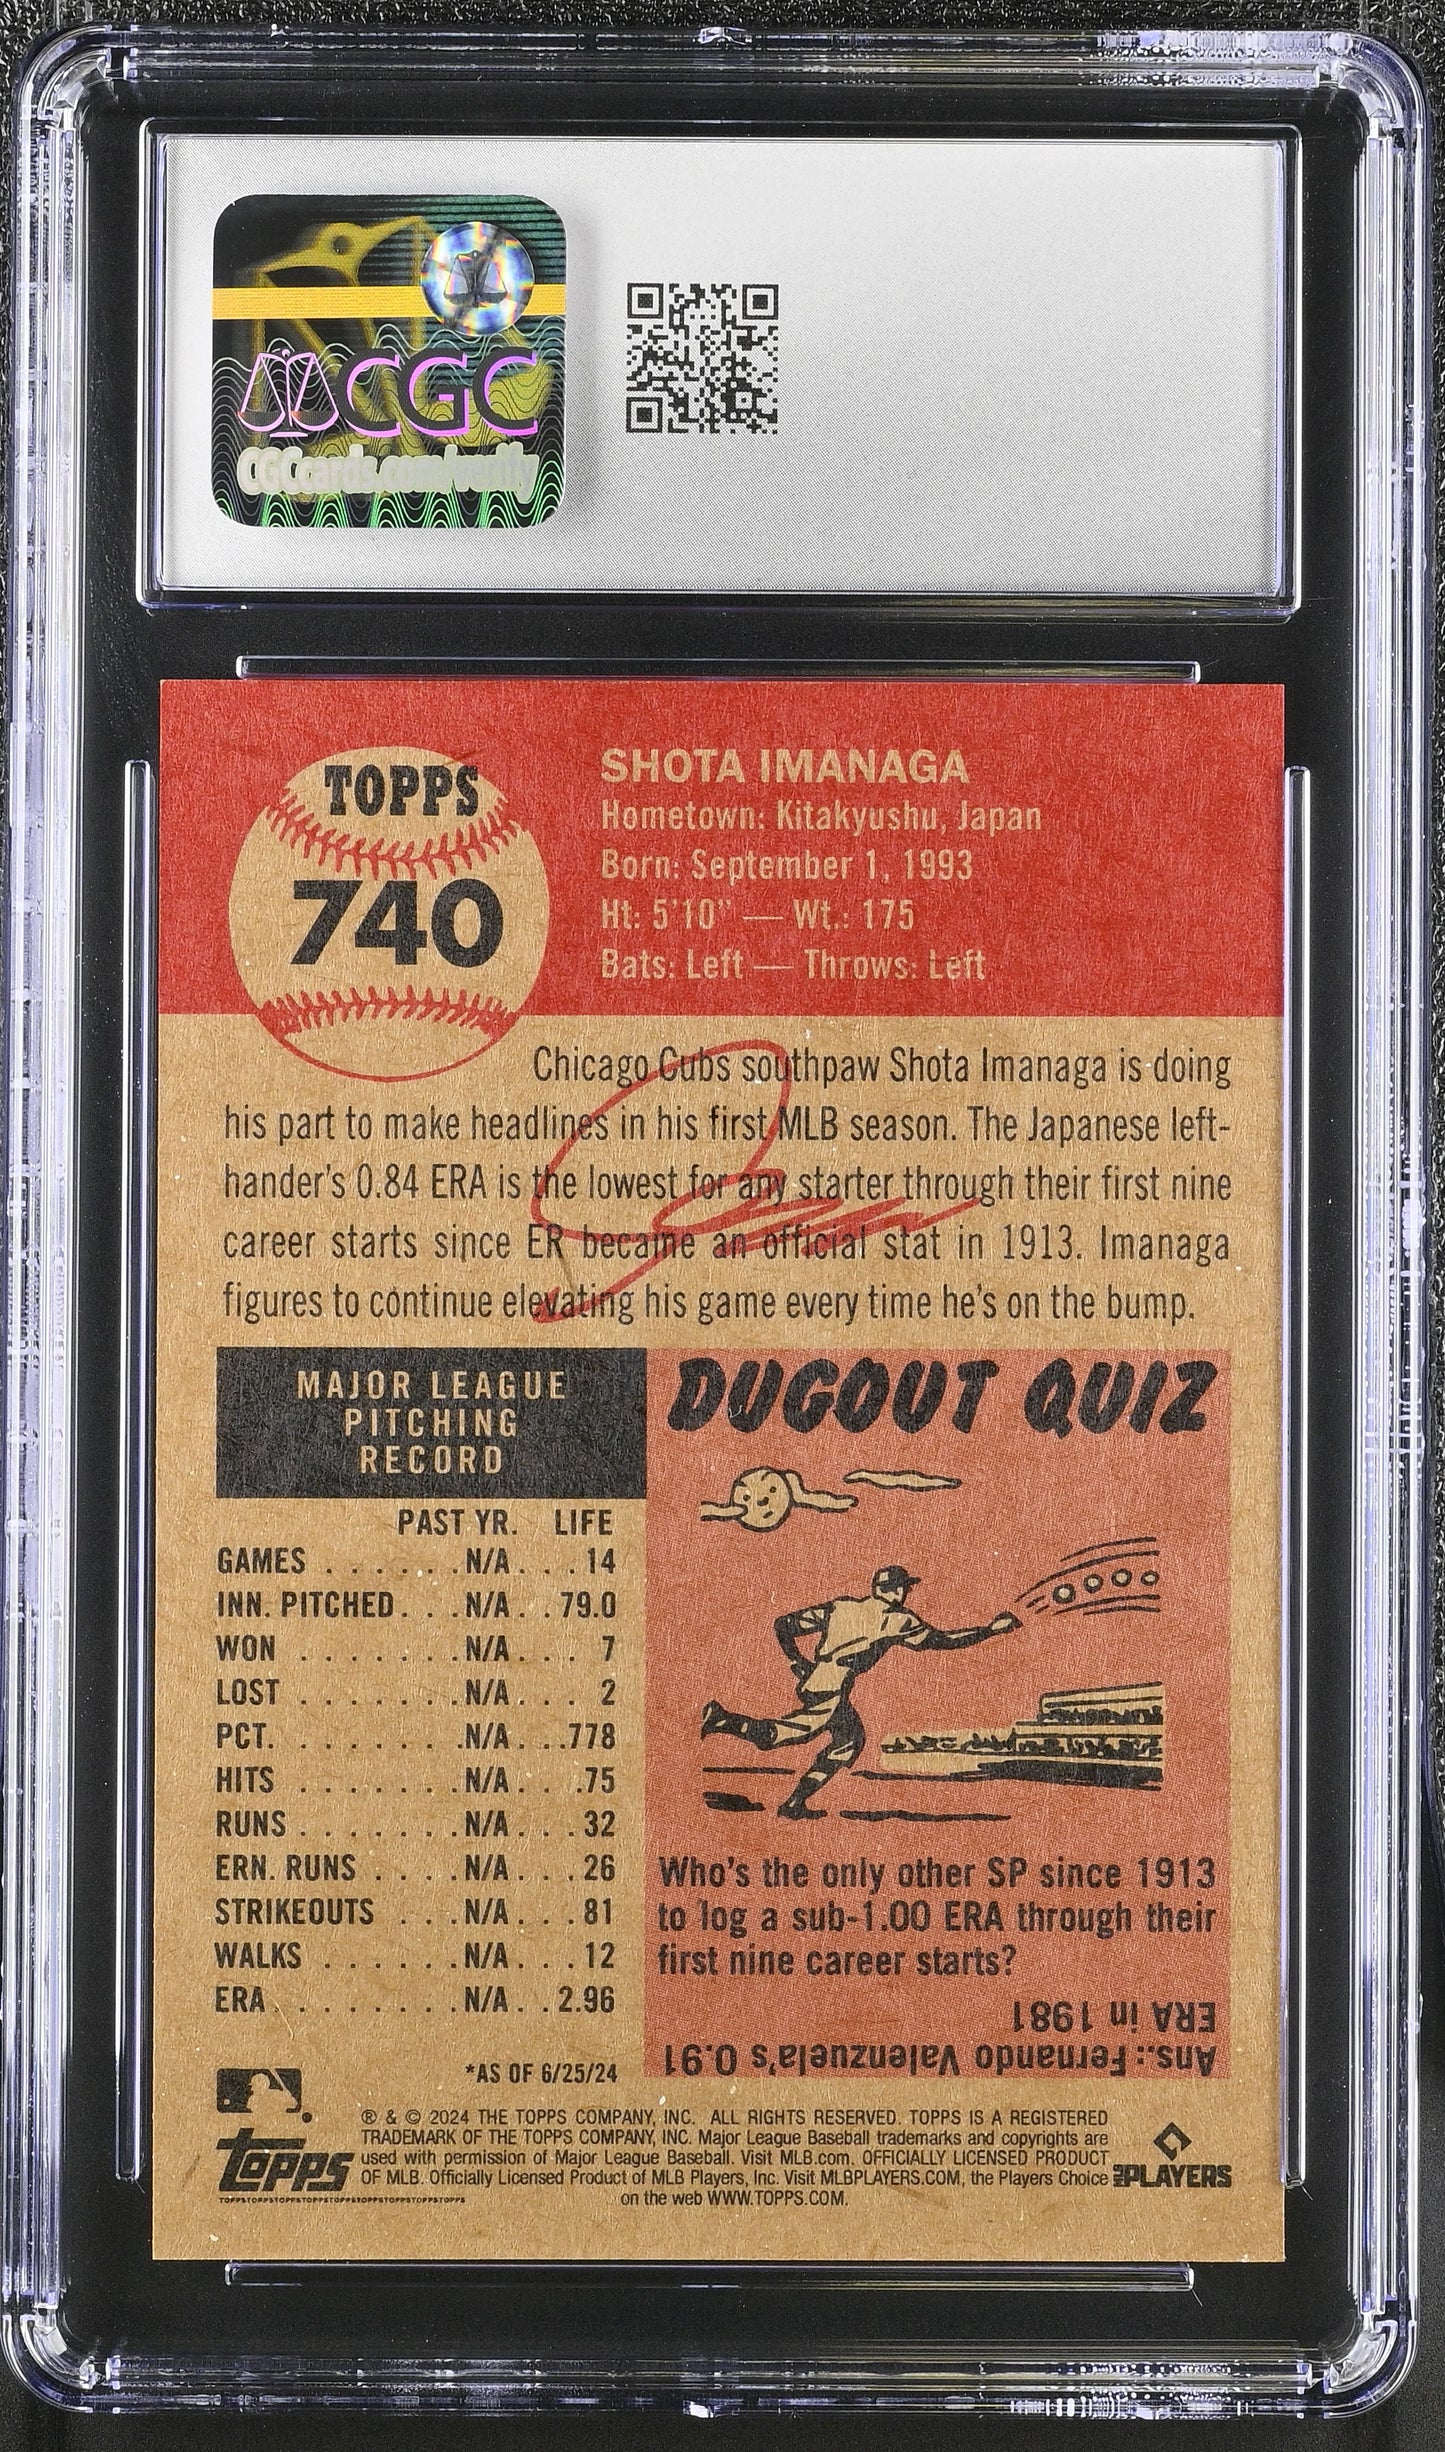 CGC
CGCcards.com/verify
TOPPS
740
SHOTA IMANAGA
Hometown: Kitakyushu, Japan
Born: September 1, 1993
Ht: 5'10" — Wt.: 175
Bats: Left — Throws: Left
Chicago Cubs southpaw Shota Imanaga is doing
his part to make headlines in his first MLB season. The Japanese left-
hander's 0.84 ERA is the lowest for any starter through their first nine
career starts since ER became an official stat in 1913. Imanaga
figures to continue elevating his game every time he's on the bump.
MAJOR LEAGUE
PITCHING
RECORD
PAST YR. LIFE
GAMES . . . . . . .N/A. . . .14
INN. PITCHED. . .N/A. . .79.0
WON . . . . . . . .N/A. . . . 7
LOST . . . . . . . .N/A. . . . 2
PCT. . . . . . . . .N/A. . ..778
HITS . . . . . . . .N/A. . . .75
RUNS . . . . . . . .N/A. . . .32
ERN. RUNS . . . .N/A. . . .26
STRIKEOUTS . . .N/A. . . .81
WALKS . . . . . . .N/A. . . .12
ERA. . . . . . . . .N/A. . .2.96
*AS OF 6/25/24
DUGOUT QUIZ
Who's the only other SP since 1913
to log a sub-1.00 ERA through their
first nine career starts?
Ans.: Fernando Valenzuela's 0.91
ERA in 1981
® & © 2024 THE TOPPS COMPANY, INC. ALL RIGHTS RESERVED. TOPPS IS A REGISTERED
TRADEMARK OF THE TOPPS COMPANY, INC. Major League Baseball trademarks and copyrights are
used with permission of Major League Baseball. Visit MLB.com. OFFICIALLY LICENSED PRODUCT
OF MLB. Officially Licensed Product of MLB Players, Inc. Visit MLBPLAYERS.COM, the Players Choice
on the web WWW.TOPPS.COM.
topps
TOPPSTOPPSTOPPSTOPPSTOPPSTOPPSTOPPSTOPPSTOPPS
MLB PLAYERS